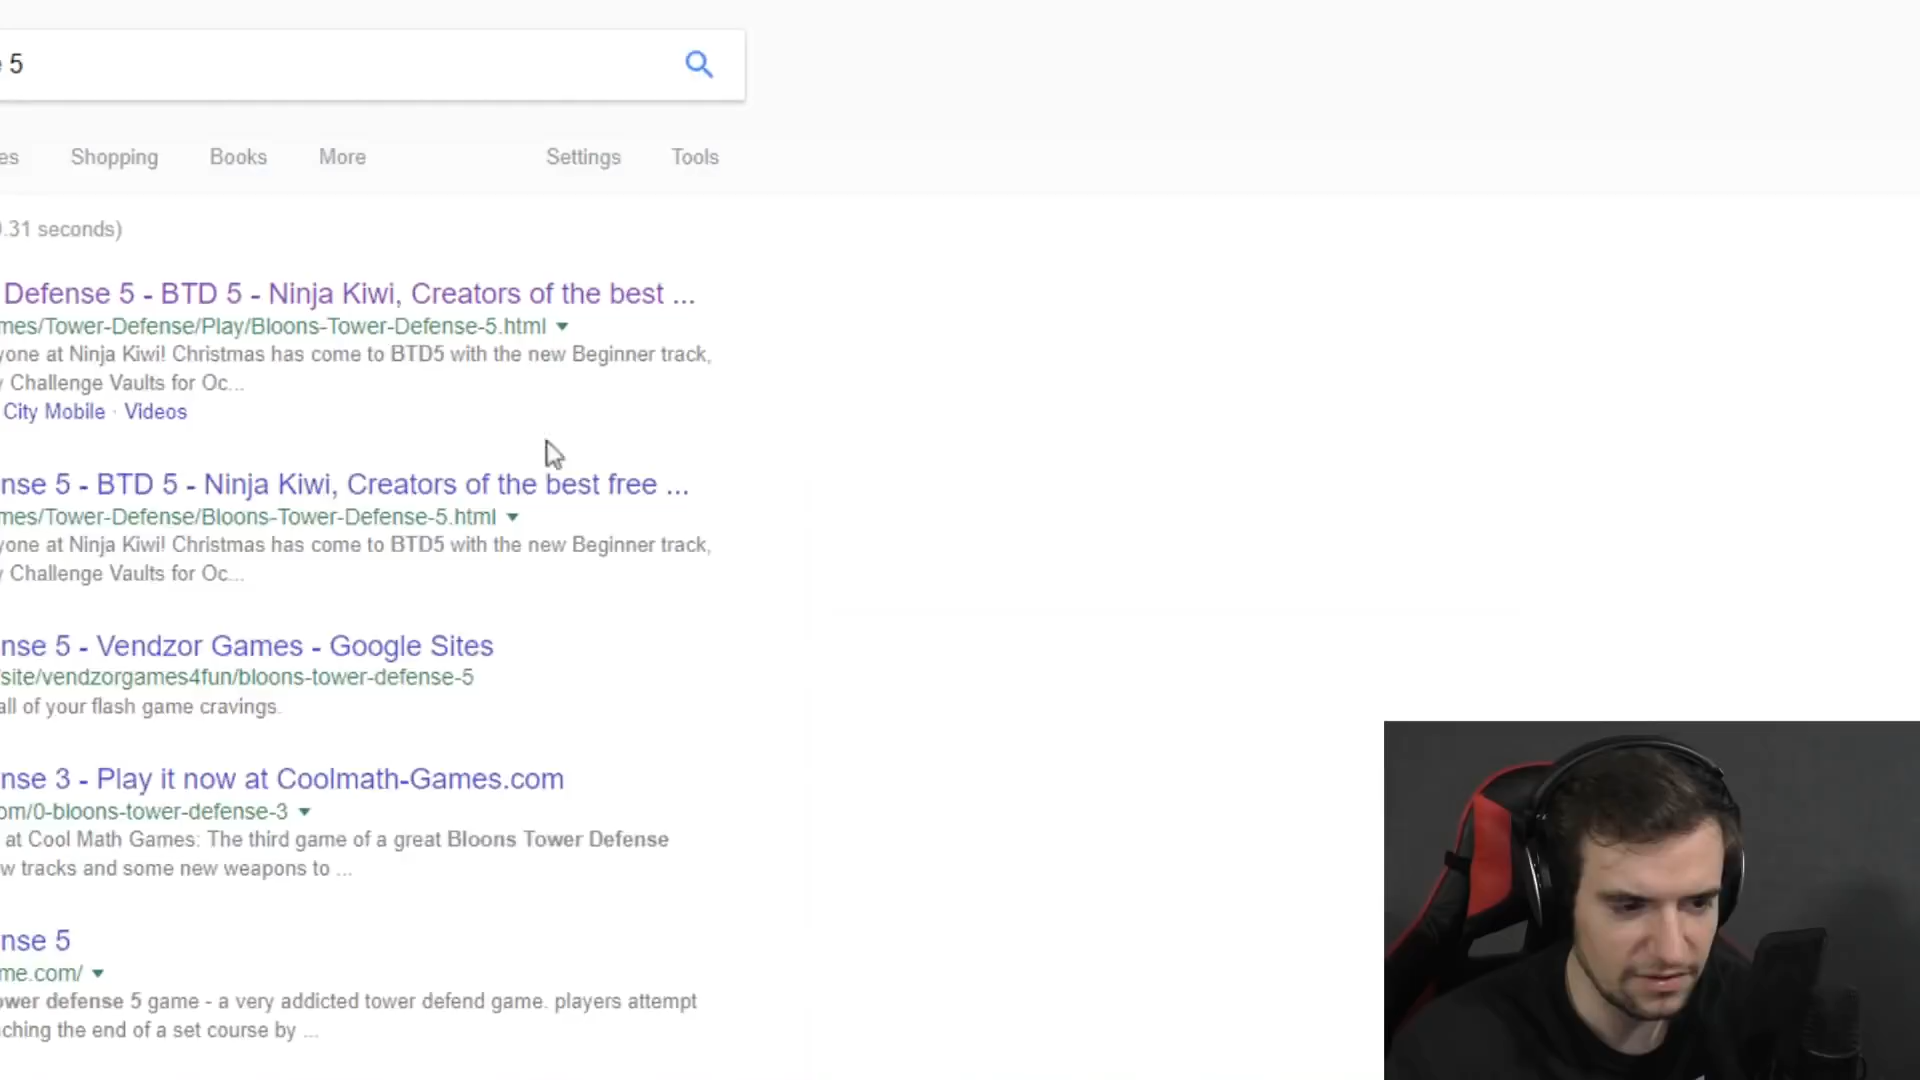 5
Shopping Books More Settings Tools
.31 seconds)
Defense 5 - BTD 5 - Ninja Kiwi, Creators of the best ...
mes/Tower-Defense/Play/Bloons-Tower-Defense-5.html
yone at Ninja Kiwi! Christmas has come to BTD5 with the new Beginner track,
Challenge Vaults for Oc...
City Mobile · Videos
nse 5 - BTD 5 - Ninja Kiwi, Creators of the best free ...
mes/Tower-Defense/Bloons-Tower-Defense-5.html
yone at Ninja Kiwi! Christmas has come to BTD5 with the new Beginner track,
Challenge Vaults for Oc...
nse 5 - Vendzor Games - Google Sites
site/vendzorgames4fun/bloons-tower-defense-5
all of your flash game cravings.
nse 3 - Play it now at Coolmath-Games.com
om/0-bloons-tower-defense-3
at Cool Math Games: The third game of a great Bloons Tower Defense
w tracks and some new weapons to ...
nse 5
me.com/
ower defense 5 game - a very addicted tower defend game. players attempt
ching the end of a set course by ...